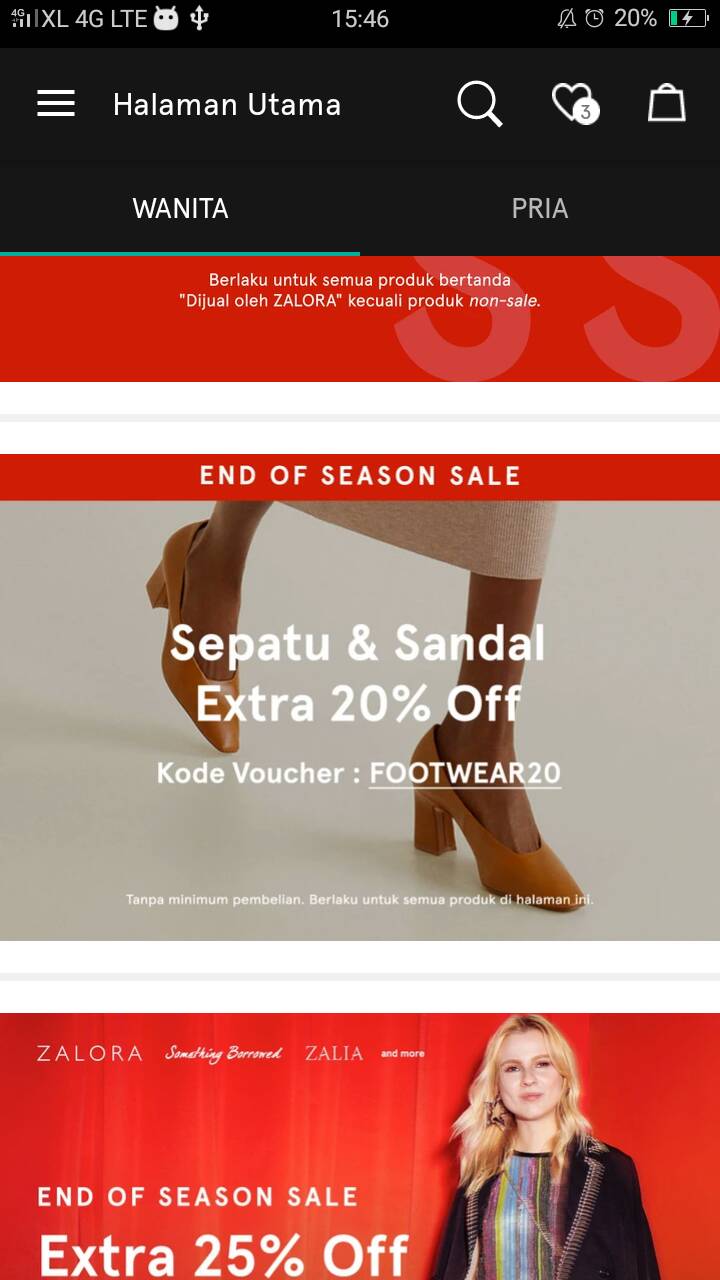 4G XL 4G LTE 15:46 20%
Halaman Utama 3
WANITA PRIA
Berlaku untuk semua produk bertanda
"Dijual oleh ZALORA" kecuali produk non-sale.
SS
END OF SEASON SALE
Sepatu & Sandal
Extra 20% Off
Kode Voucher : FOOTWEAR20
Tanpa minimum pembelian. Berlaku untuk semua produk di halaman ini.
ZALORA Something Borrowed ZALIA and more
END OF SEASON SALE
Extra 25% Off